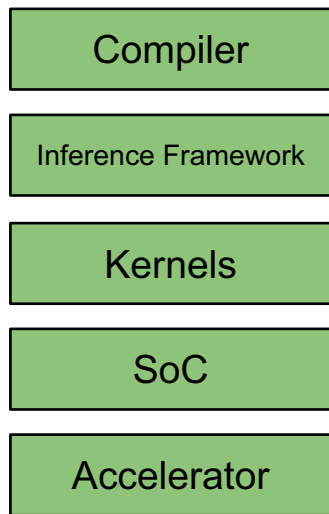 Compiler
Inference Framework
Kernels
SoC
Accelerator